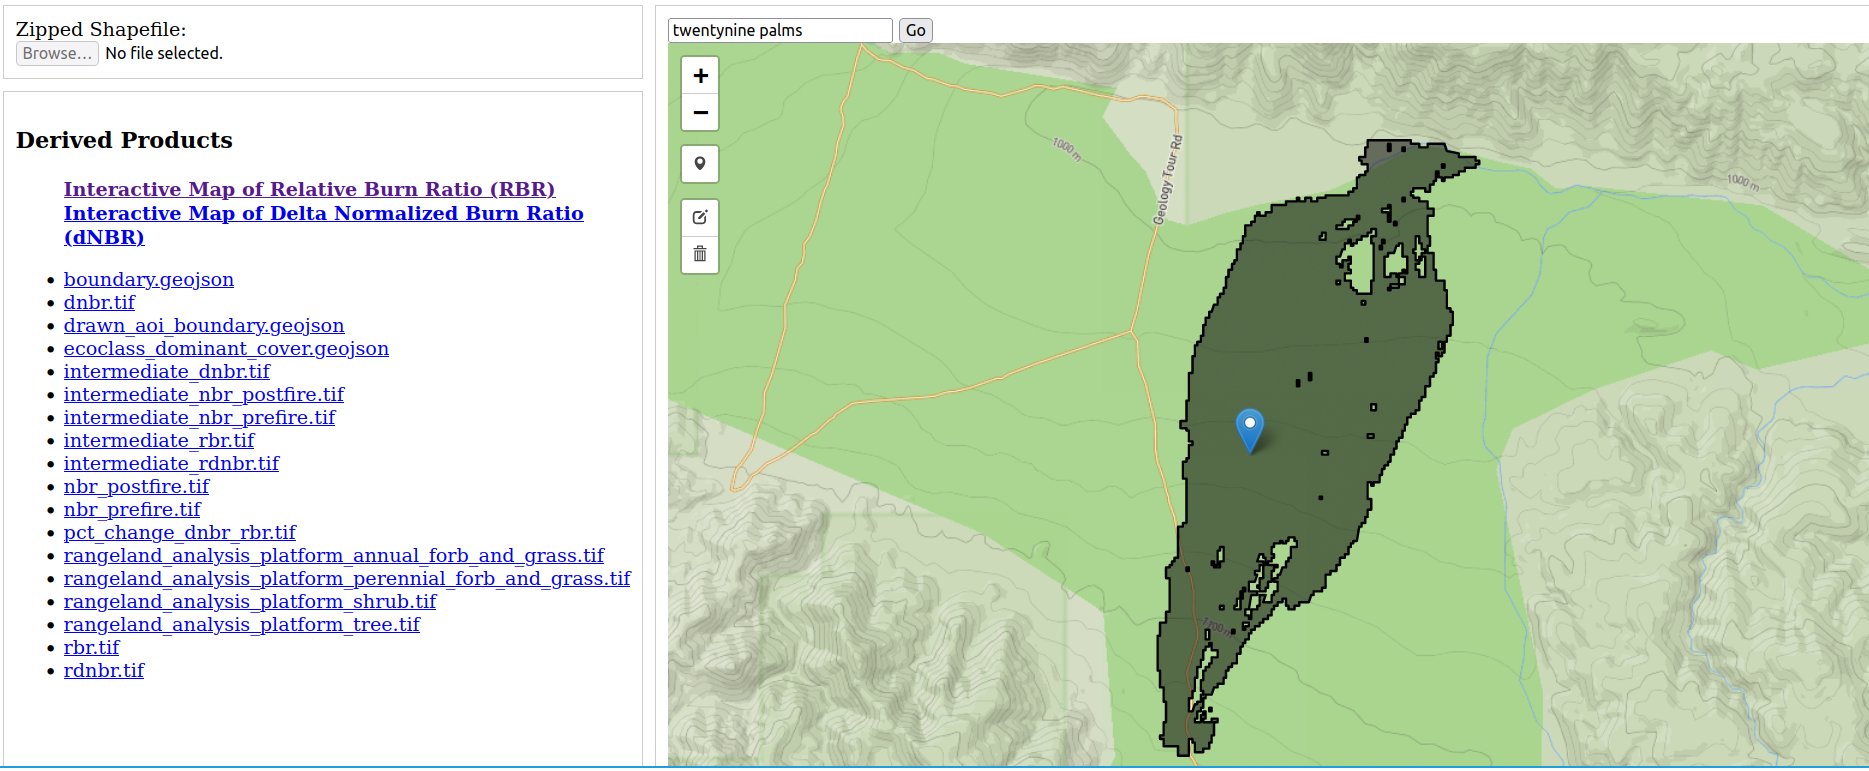 Zipped Shapefile:
Browse... No file selected.
Derived Products
Interactive Map of Relative Burn Ratio (RBR)
Interactive Map of Delta Normalized Burn Ratio
(dNBR)
boundary.geojson
dnbr.tif
drawn_aoi_boundary.geojson
ecoclass_dominant_cover.geojson
intermediate_dnbr.tif
intermediate_nbr_postfire.tif
intermediate_nbr_prefire.tif
intermediate_rbr.tif
intermediate_rdnbr.tif
nbr_postfire.tif
nbr_prefire.tif
pct_change_dnbr_rbr.tif
rangeland_analysis_platform_annual_forb_and_grass.tif
rangeland_analysis_platform_perennial_forb_and_grass.tif
rangeland_analysis_platform_shrub.tif
rangeland_analysis_platform_tree.tif
rbr.tif
rdnbr.tif
twentynine palms Go
+
−
1000 m
Geology Tour Rd
1000 m
1100 m